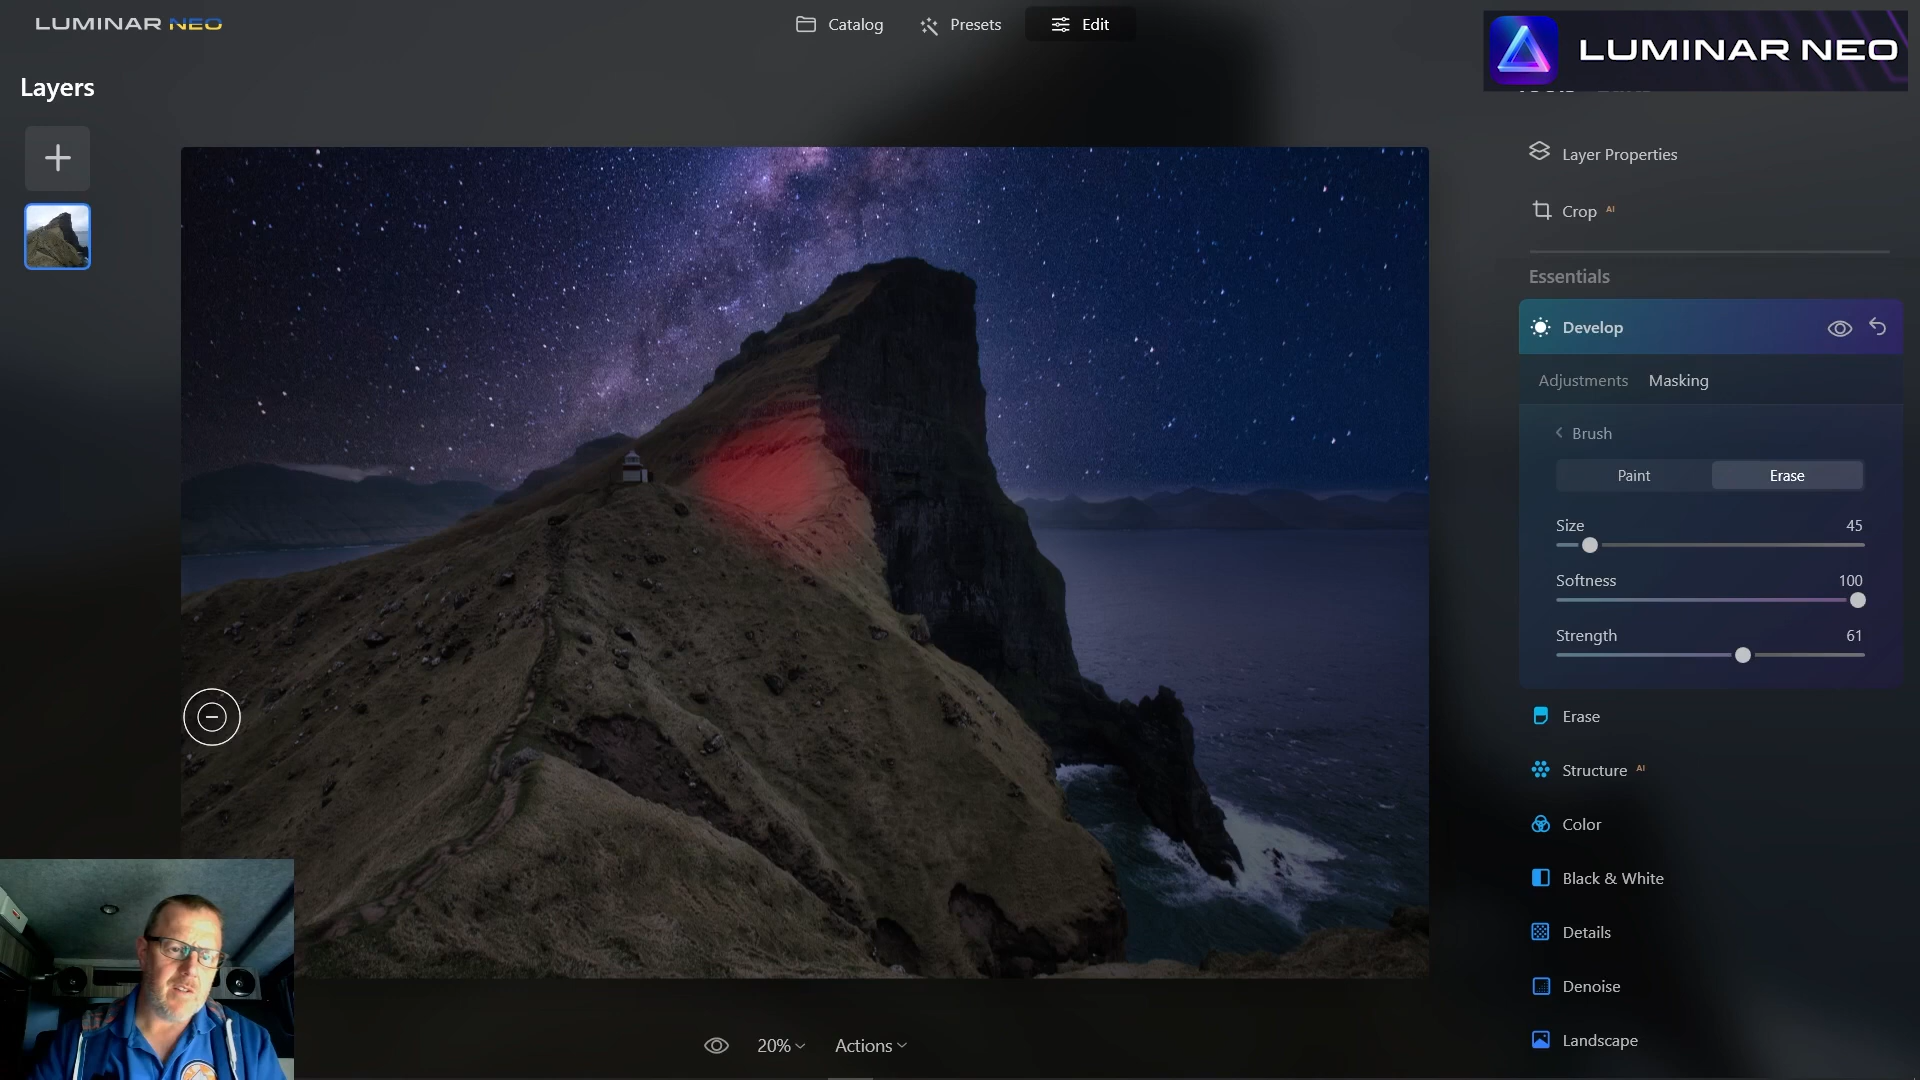 LUMINAR NEO
Catalog
Presets
Edit
LUMINAR NEO
Layers
Layer Properties
Crop AI
Essentials
Develop
Adjustments
Masking
Brush
Paint
Erase
Size
45
Softness
100
Strength
61
Erase
Structure AI
Color
Black & White
Details
Denoise
Landscape
20%
Actions